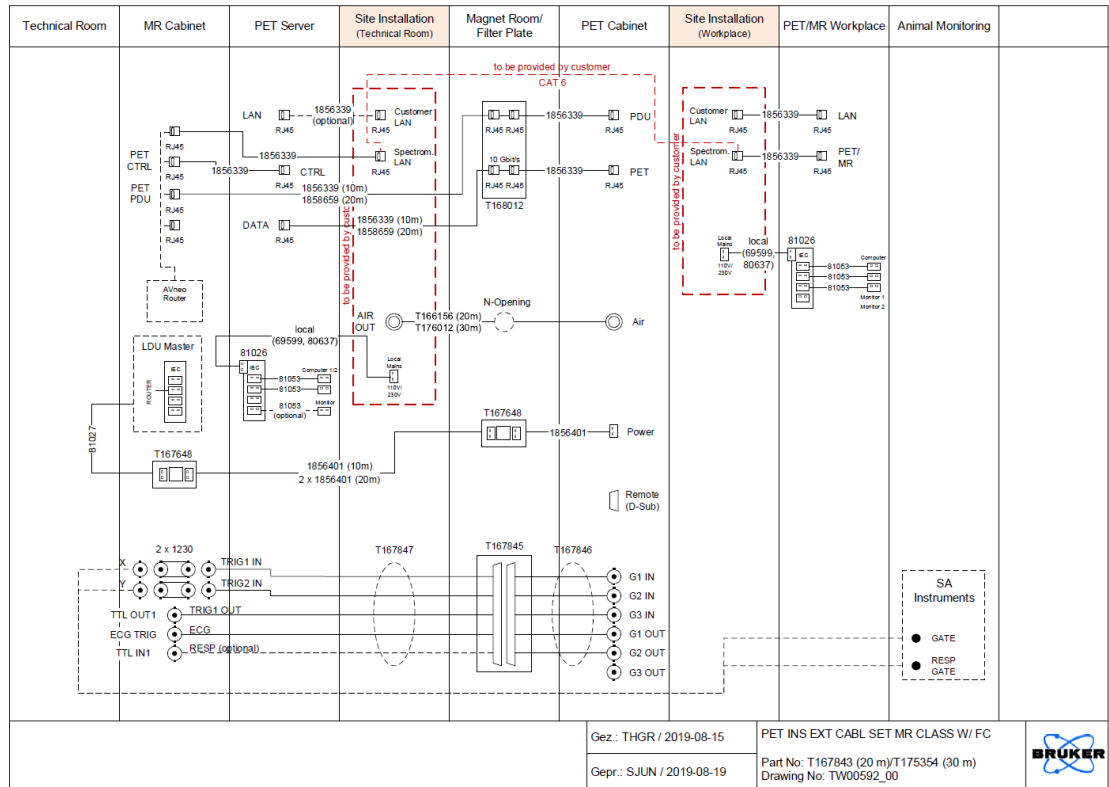 Technical Room
MR Cabinet
PET Server
Site Installation
(Technical Room)
Magnet Room/
Filter Plate
PET Cabinet
Site Installation
(Workplace)
PET/MR Workplace
Animal Monitoring
to be provided by customer
CAT 6
LAN
RJ45
1856339
(optional)
RJ45
Customer
LAN
RJ45 RJ45
1856339
RJ45
PDU
Customer
LAN
RJ45
1856339
RJ45
LAN
RJ45
PET
CTRL
RJ45
1856339
1856339
RJ45
CTRL
RJ45
Spectrom.
LAN
10 Gbit/s
RJ45 RJ45
T168012
1856339
RJ45
PET
Spectrom.
LAN
RJ45
1856339
RJ45
PET/
MR
PET
PDU
RJ45
1856339 (10m)
1858659 (20m)
RJ45
DATA
RJ45
1856339 (10m)
1858659 (20m)
to be provided by customer
to be provided by custc
Local
Mains
110V/
230V
local
(69599,
80637)
81026
IEC
81053
81053
81053
Computer
Monitor 1
Monitor 2
AVneo
Router
AIR
OUT
T166156 (20m)
T176012 (30m)
N-Opening
Air
local
(69599, 80637)
LDU Master
IEC
ROUTER
81026
IEC
81053
81053
Computer 1/2
81053
(optional)
Monitor
Local
Mains
110V/
230V
81027
T167648
1856401 (10m)
2 x 1856401 (20m)
T167648
1856401
Power
Remote
(D-Sub)
2 x 1230
X
TRIG1 IN
Y
TRIG2 IN
TTL OUT1
TRIG1 OUT
ECG TRIG
ECG
TTL IN1
RESP (optional)
T167847
T167845
T167846
G1 IN
G2 IN
G3 IN
G1 OUT
G2 OUT
G3 OUT
SA
Instruments
GATE
RESP
GATE
Gez.: THGR / 2019-08-15
Gepr.: SJUN / 2019-08-19
PET INS EXT CABL SET MR CLASS W/ FC
Part No: T167843 (20 m)/T175354 (30 m)
Drawing No: TW00592_00
BRUKER